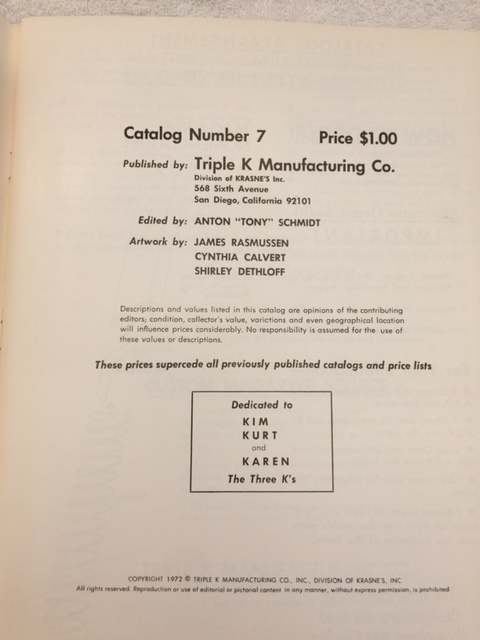 Catalog Number 7 Price $1.00
Published by: Triple K Manufacturing Co.
Division of KRASNE'S Inc.
568 Sixth Avenue
San Diego, California 92101
Edited by: ANTON "TONY" SCHMIDT
Artwork by: JAMES RASMUSSEN
CYNTHIA CALVERT
SHIRLEY DETHLOFF
Descriptions and values listed in this catalog are opinions of the contributing
editors; condition, collector's value, varictions and even geographical location
will influence prices considerably. No responsibility is assumed for the use of
these values or descriptions.
These prices supercede all previously published catalogs and price lists
Dedicated to
KIM
KURT
and
KAREN
The Three K's
COPYRIGHT 1972 © TRIPLE K MANUFACTURING CO., INC., DIVISION OF KRASNE'S, INC.
All rights reserved. Reproduction or use of editorial or pictorial content in any manner, without express permission, is prohibited